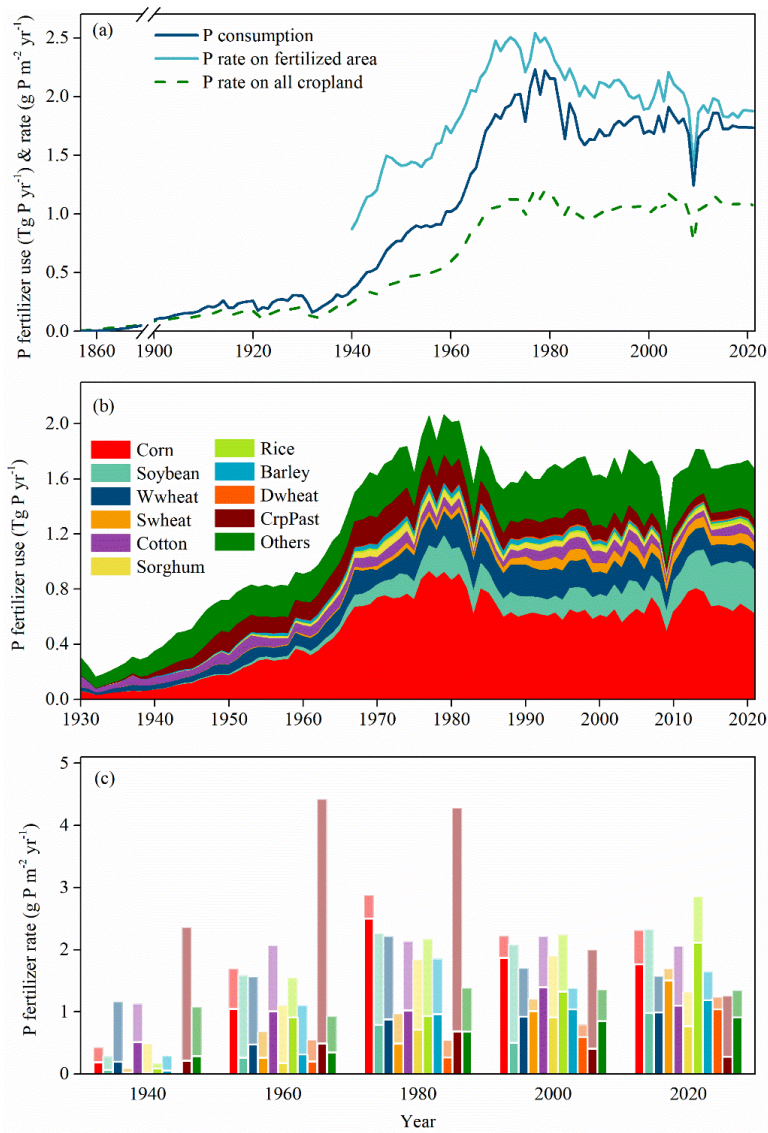 (a)
P consumption
P rate on fertilized area
P rate on all cropland
P fertilizer use (Tg P yr-1) & rate (g P m-2 yr-1)
2.5
2.0
1.5
1.0
0.5
0.0
1860 1900 1920 1940 1960 1980 2000 2020
(b)
P fertilizer use (Tg P yr-1)
2.0
1.6
1.2
0.8
0.4
0.0
Corn Rice
Soybean Barley
Wwheat Dwheat
Swheat CrpPast
Cotton Others
Sorghum
1930 1940 1950 1960 1970 1980 1990 2000 2010 2020
(c)
P fertilizer rate (g P m-2 yr-1)
5
4
3
2
1
0
1940 1960 1980 2000 2020
Year